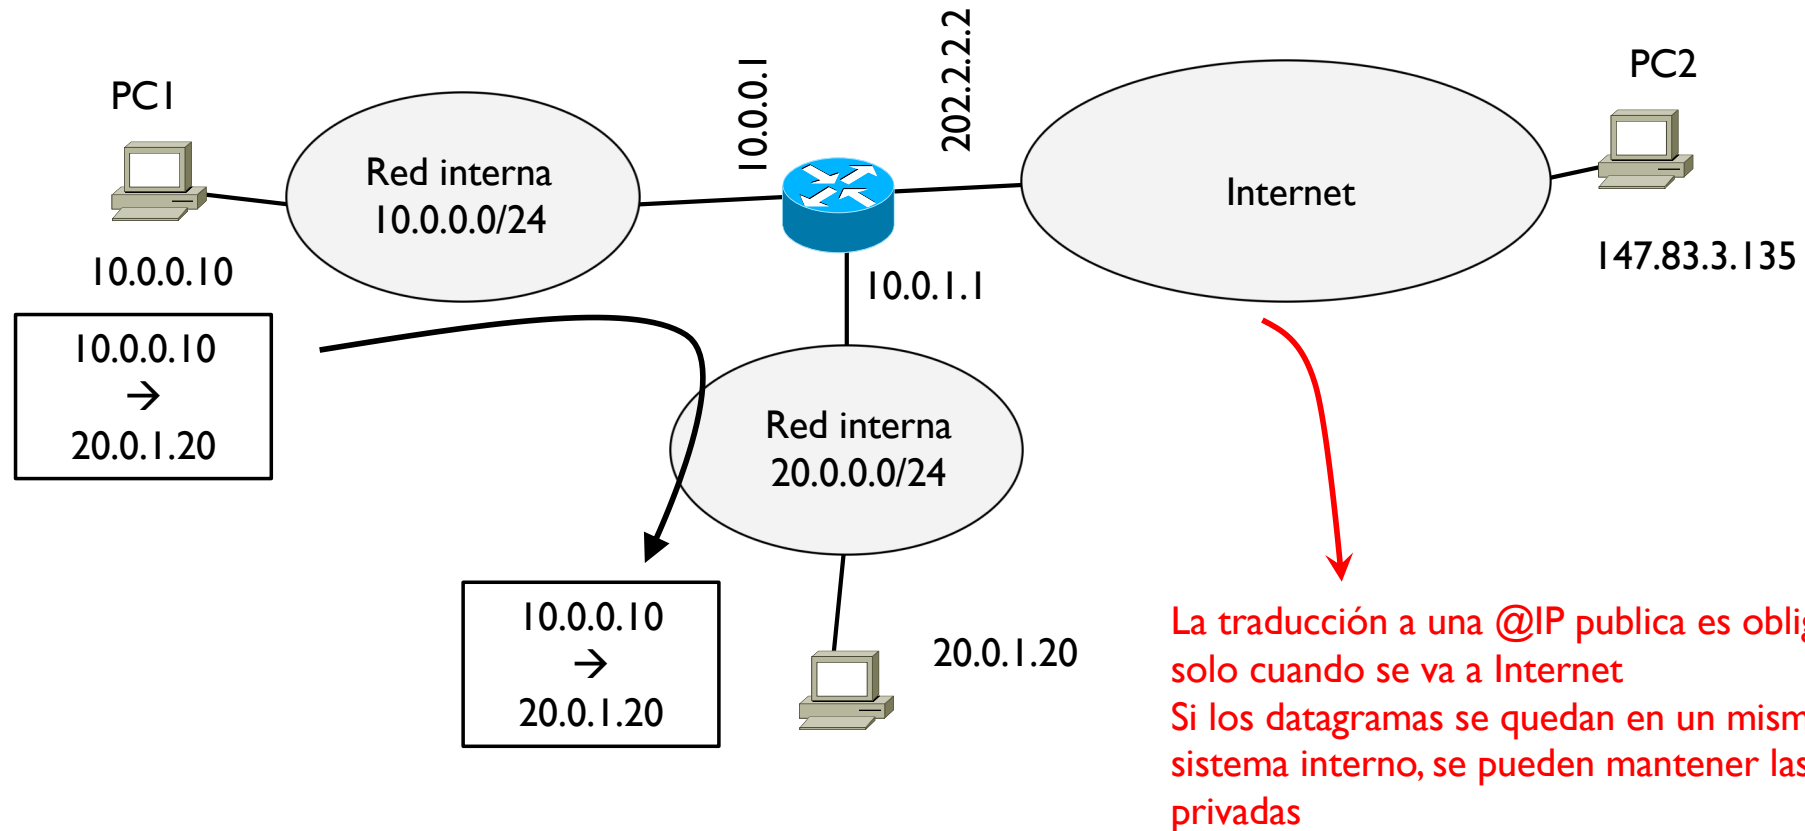 PC1
10.0.0.1
202.2.2.2
PC2
Red interna
10.0.0.0/24
Internet
10.0.0.10
10.0.1.1
147.83.3.135
10.0.0.10
→
20.0.1.20
Red interna
20.0.0.0/24
10.0.0.10
→
20.0.1.20
20.0.1.20
La traducción a una @IP publica es
solo cuando se va a Internet
Si los datagramas se quedan en un
sistema interno, se pueden mantener las
privadas